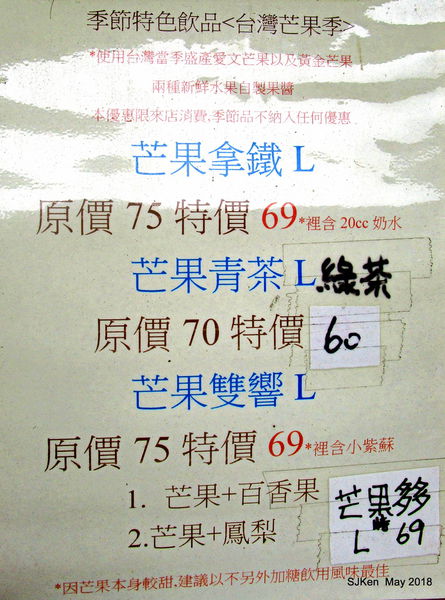 季節特色飲品<台灣芒果季>
*使用台灣當季盛產愛文芒果以及黃金芒果
兩種新鮮水果自製果醬
本優惠限來店消費,季節品不納入任何優惠
芒果拿鐵 L
原價 75 特價 69 *裡含 20cc 奶水
芒果青茶 L 綠茶
原價 70 特價 60
芒果雙響 L
原價 75 特價 69 *裡含小紫蘇
1. 芒果+百香果
2.芒果+鳳梨
芒果多多
L 69
*因芒果本身較甜.建議以不另外加糖飲用風味最佳
SJKen May 2018